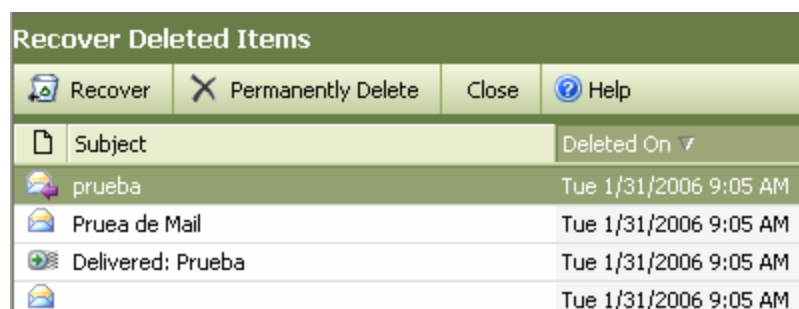 Recover Deleted Items
Recover Permanently Delete Close Help
Subject Deleted On
prueba Tue 1/31/2006 9:05 AM
Pruea de Mail Tue 1/31/2006 9:05 AM
Delivered: Prueba Tue 1/31/2006 9:05 AM
Tue 1/31/2006 9:05 AM